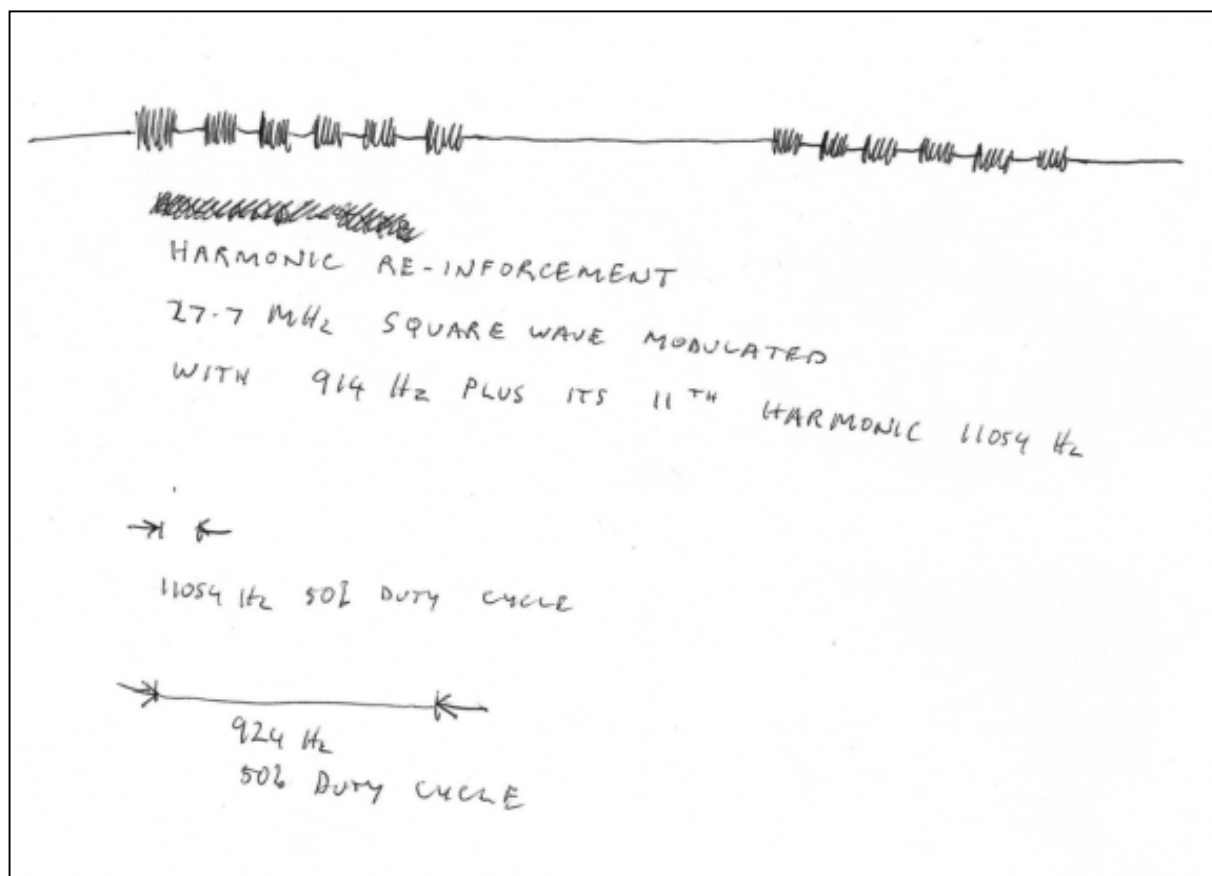 HARMONIC RE-INFORCEMENT
27.7 MHz SQUARE WAVE MODULATED
WITH 914 Hz PLUS ITS 11TH HARMONIC 11054 Hz
11054 Hz 50% DUTY CYCLE
924 Hz
50% DUTY CYCLE